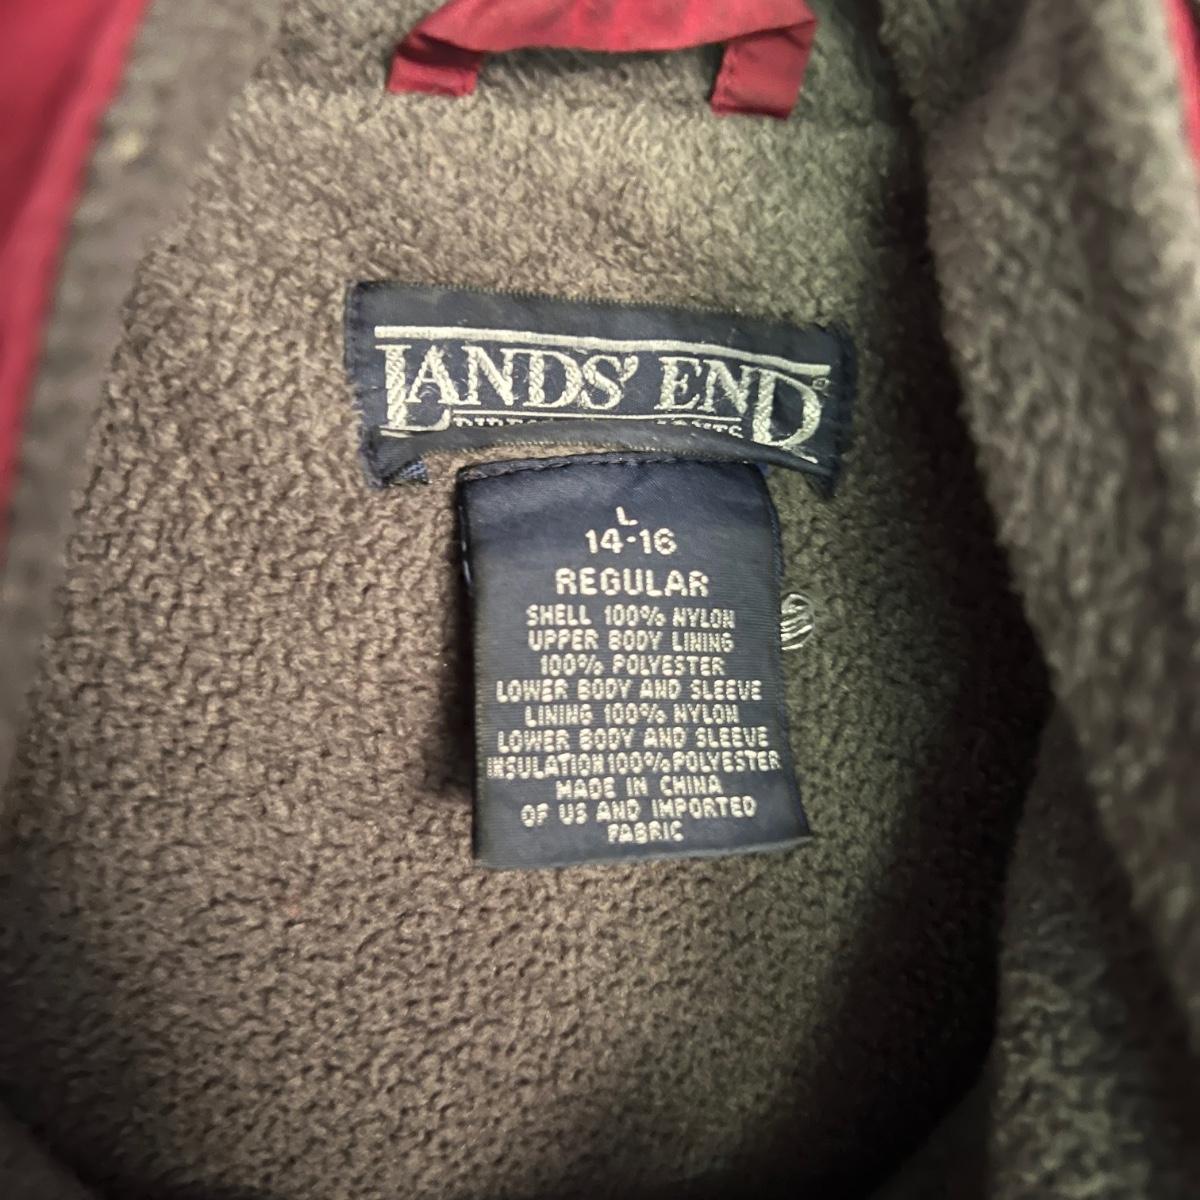 LANDS' END
L
14-16
REGULAR
SHELL 100% NYLON
UPPER BODY LINING
100% POLYESTER
LOWER BODY AND SLEEVE
LINING 100% NYLON
LOWER BODY AND SLEEVE
INSULATION 100% POLYESTER
MADE IN CHINA
OF US AND IMPORTED
FABRIC